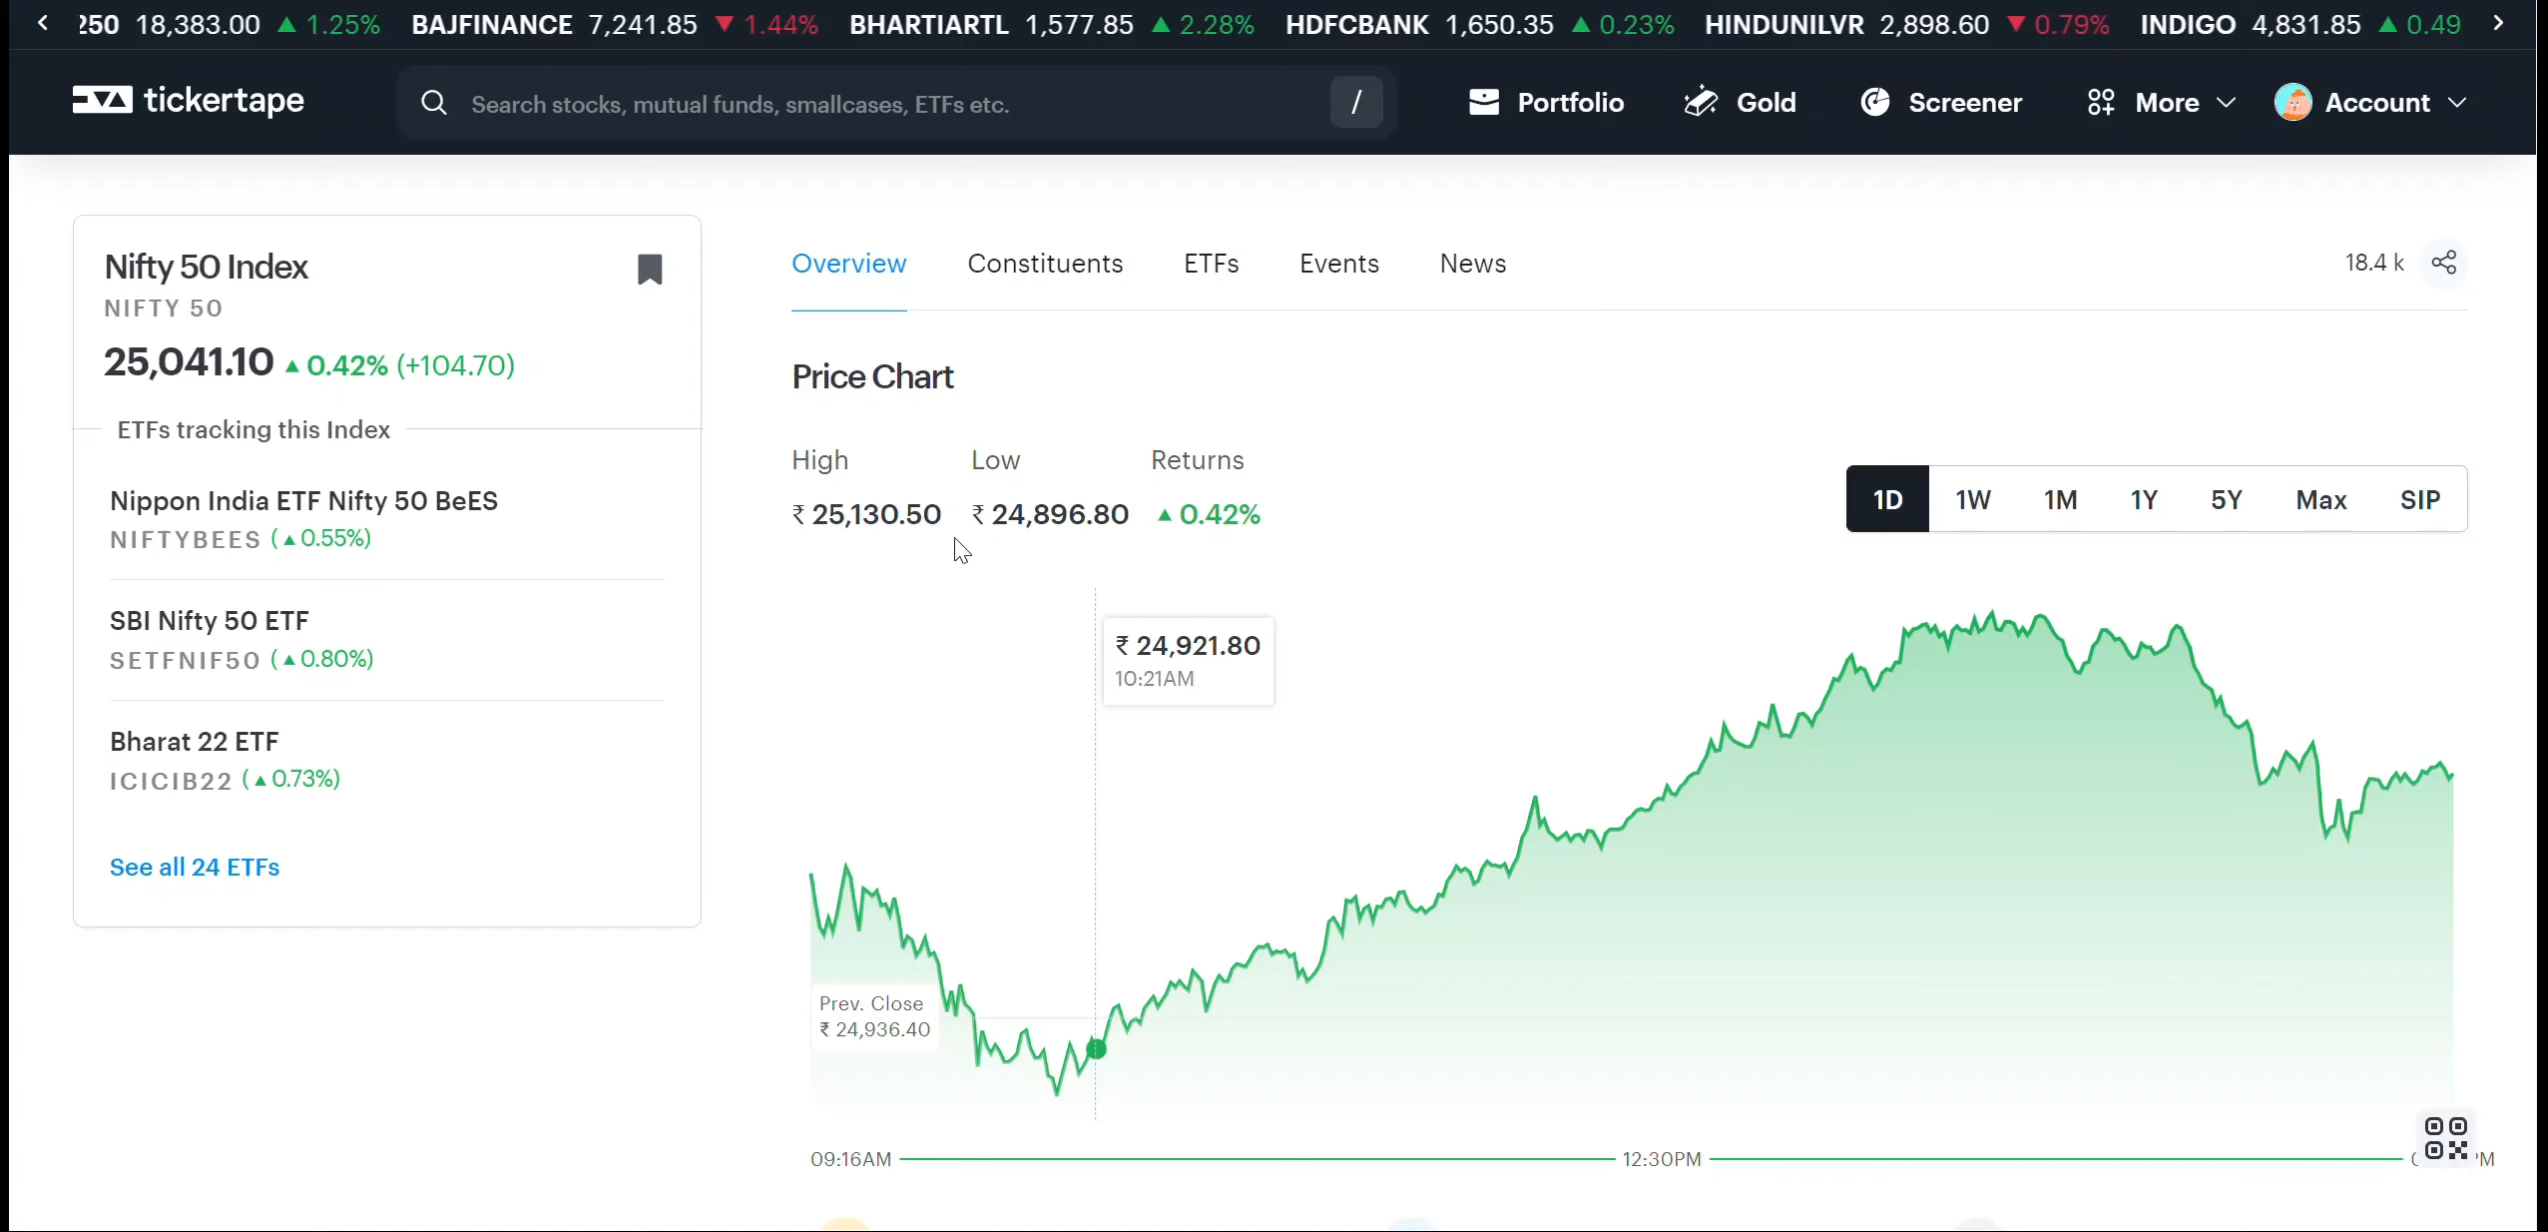 250 18,383.00 ▲ 1.25% BAJFINANCE 7,241.85 ▼ 1.44% BHARTIARTL 1,577.85 ▲ 2.28% HDFCBANK 1,650.35 ▲ 0.23% HINDUNILVR 2,898.60 ▼ 0.79% INDIGO 4,831.85 ▲ 0.49
tickertape
Search stocks, mutual funds, smallcases, ETFs etc. /
Portfolio Gold Screener More Account
Nifty 50 Index
NIFTY 50
25,041.10 ▲ 0.42% (+104.70)
ETFs tracking this Index
Nippon India ETF Nifty 50 BeES
NIFTYBEES (▲ 0.55%)
SBI Nifty 50 ETF
SETFNIF50 (▲ 0.80%)
Bharat 22 ETF
ICICIB22 (▲ 0.73%)
See all 24 ETFs
Overview Constituents ETFs Events News
18.4 k
Price Chart
High Low Returns
₹ 25,130.50 ₹ 24,896.80 ▲ 0.42%
1D 1W 1M 1Y 5Y Max SIP
₹ 24,921.80
10:21AM
Prev. Close
₹ 24,936.40
09:16AM 12:30PM